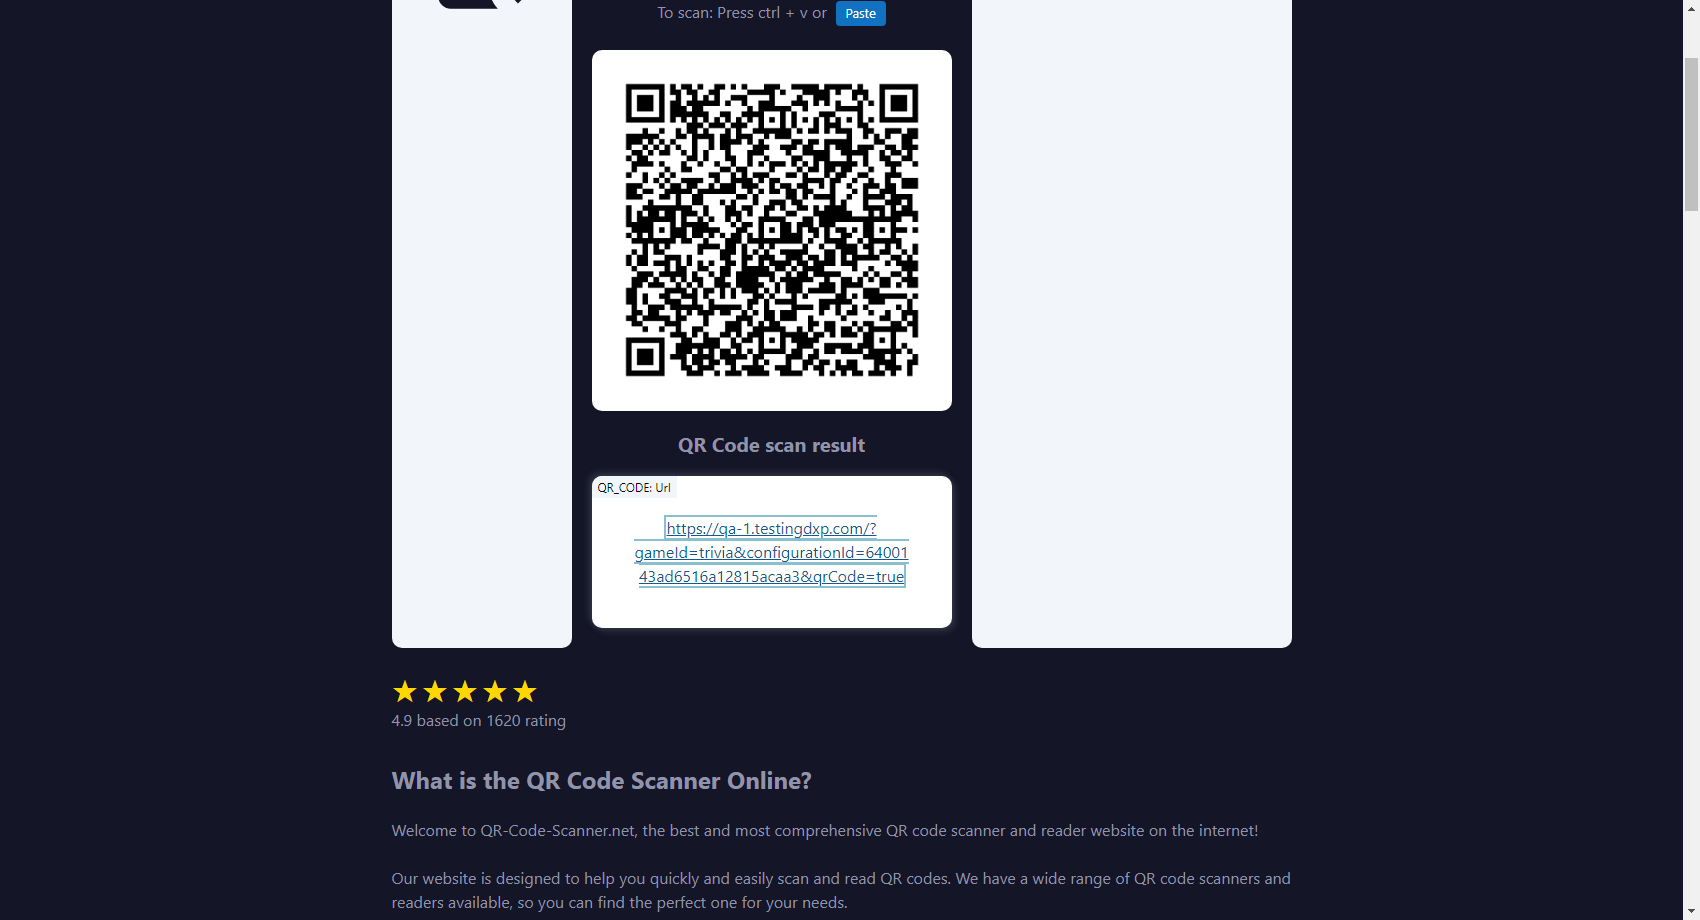 To scan: Press ctrl + v or Paste
QR Code scan result
QR_CODE: Url
https://qa-1.testingdxp.com/?
gameId=trivia&configurationId=64001
43ad6516a12815acaa3&qrCode=true
4.9 based on 1620 rating
What is the QR Code Scanner Online?
Welcome to QR-Code-Scanner.net, the best and most comprehensive QR code scanner and reader website on the internet!
Our website is designed to help you quickly and easily scan and read QR codes. We have a wide range of QR code scanners and
readers available, so you can find the perfect one for your needs.